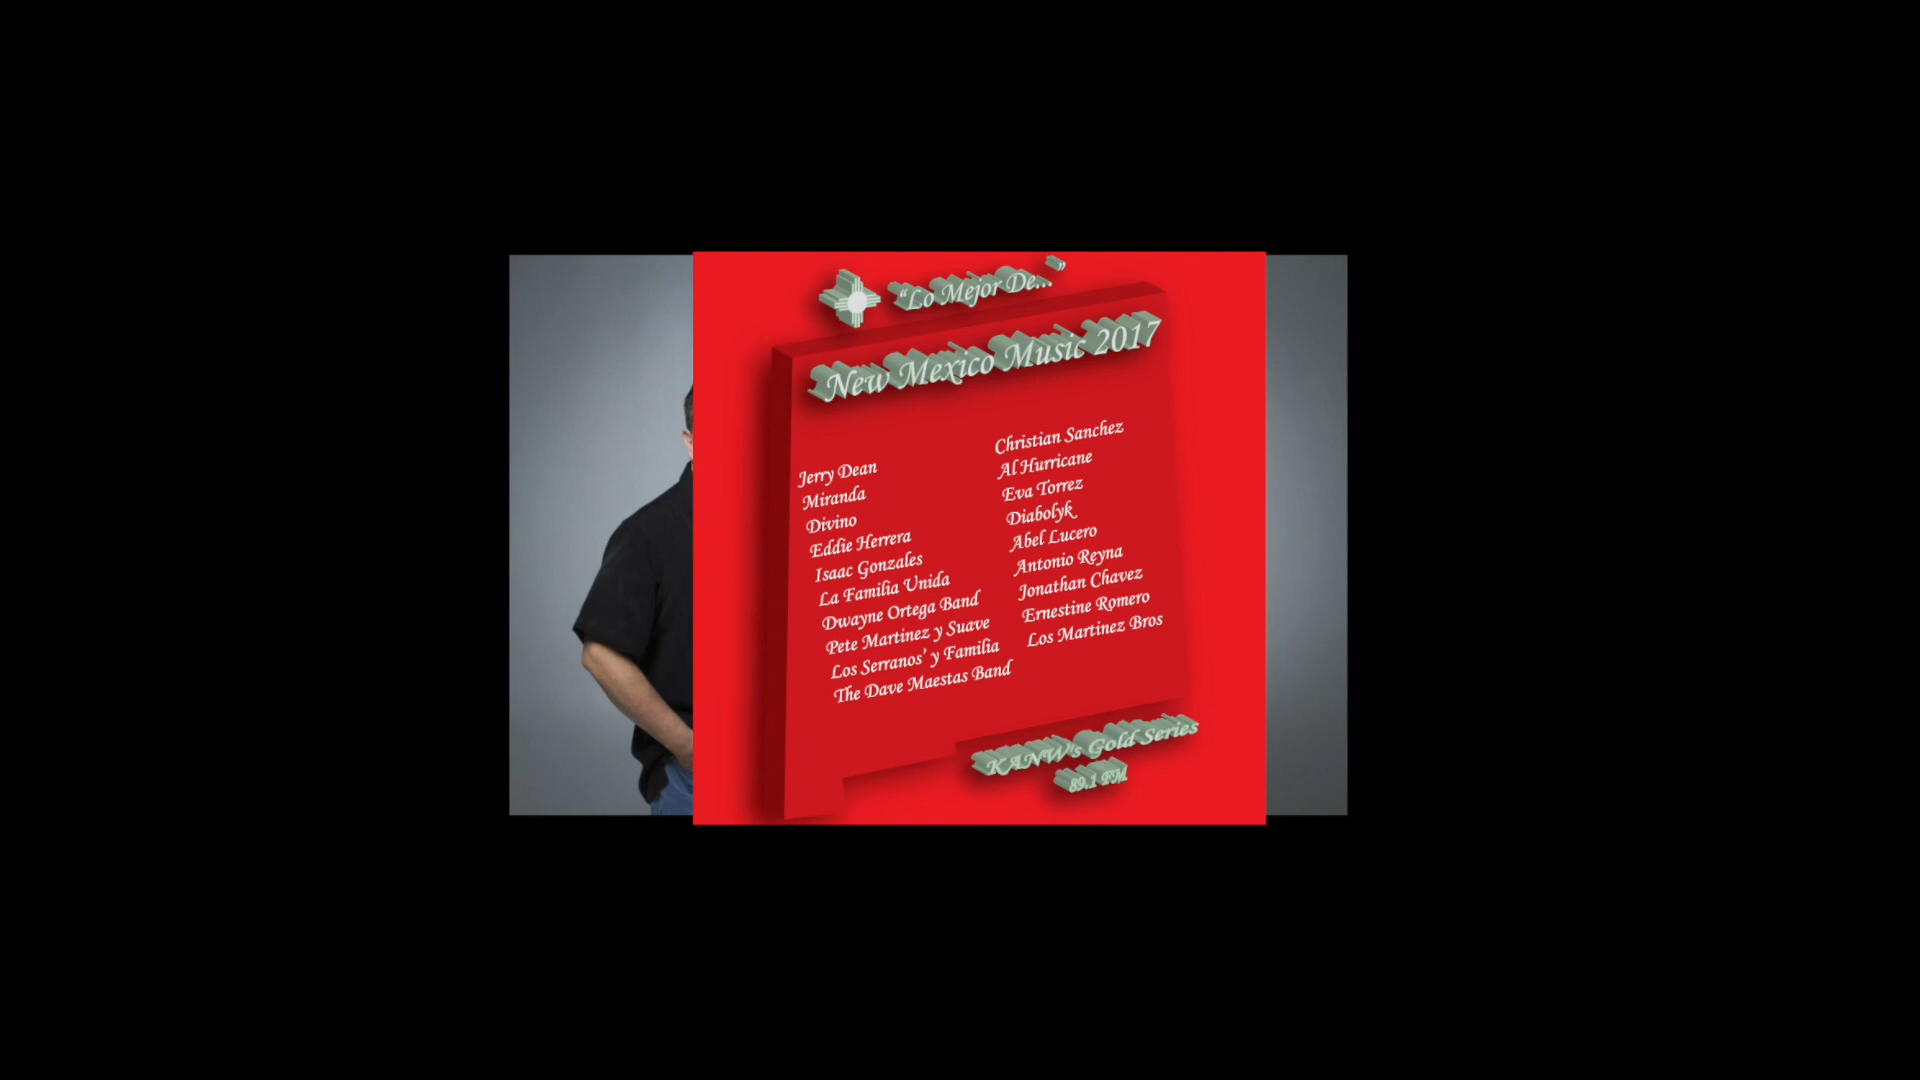 “Lo Mejor De...”
New Mexico Music 2017
Jerry Dean
Miranda
Divino
Eddie Herrera
Isaac Gonzales
La Familia Unida
Dwayne Ortega Band
Pete Martinez y Suave
Los Serranos' y Familia
The Dave Maestas Band
Christian Sanchez
Al Hurricane
Eva Torrez
Diabolyk
Abel Lucero
Antonio Reyna
Jonathan Chavez
Ernestine Romero
Los Martinez Bros
KANW's Gold Series
89.1 FM